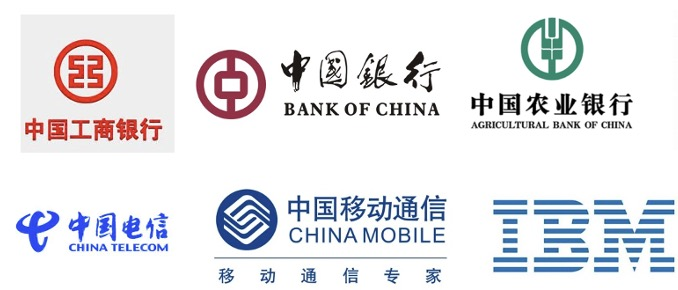 中国工商银行
中國銀行
BANK OF CHINA
中国农业银行
AGRICULTURAL BANK OF CHINA
中国电信
CHINA TELECOM
中国移动通信
CHINA MOBILE
移动通信专家
IBM